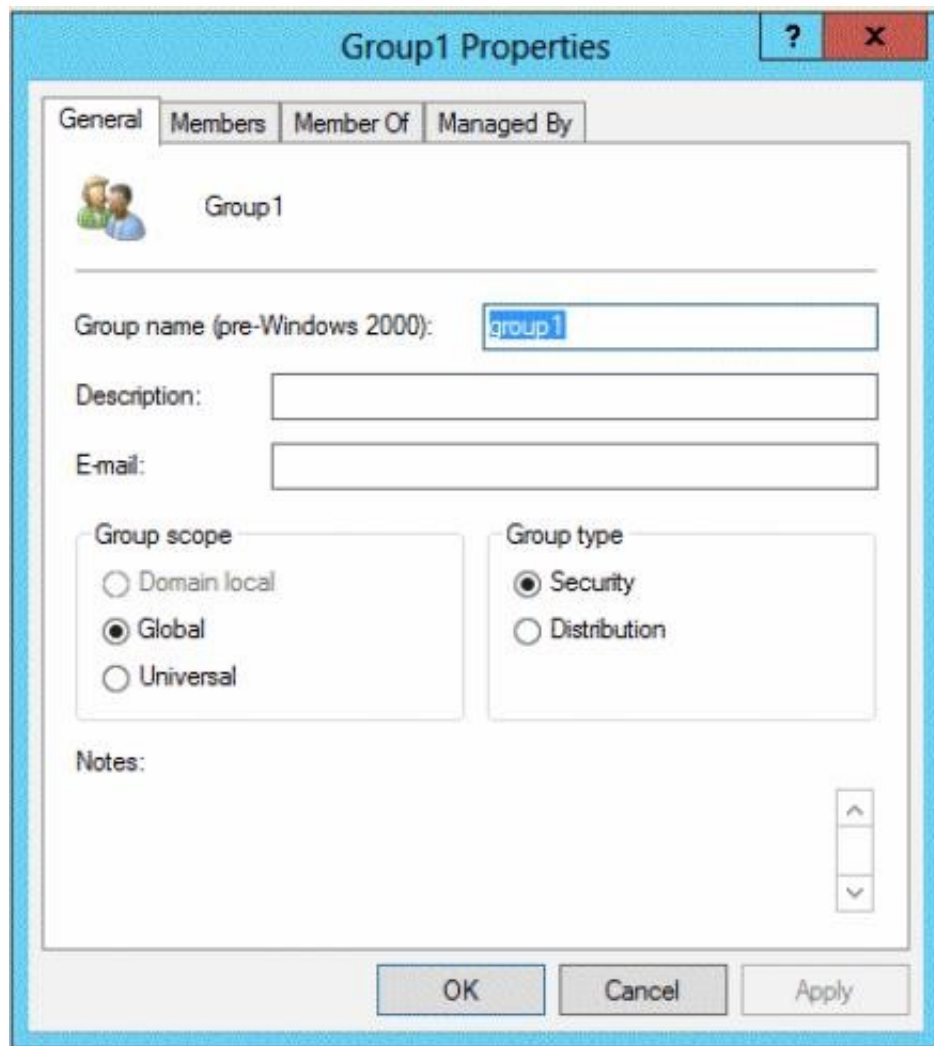 Group1 Properties
?
x
General Members Member Of Managed By
Group1
Group name (pre-Windows 2000): group1
Description:
E-mail:
Group scope Group type
Domain local Security
Global Distribution
Universal
Notes:
OK Cancel Apply